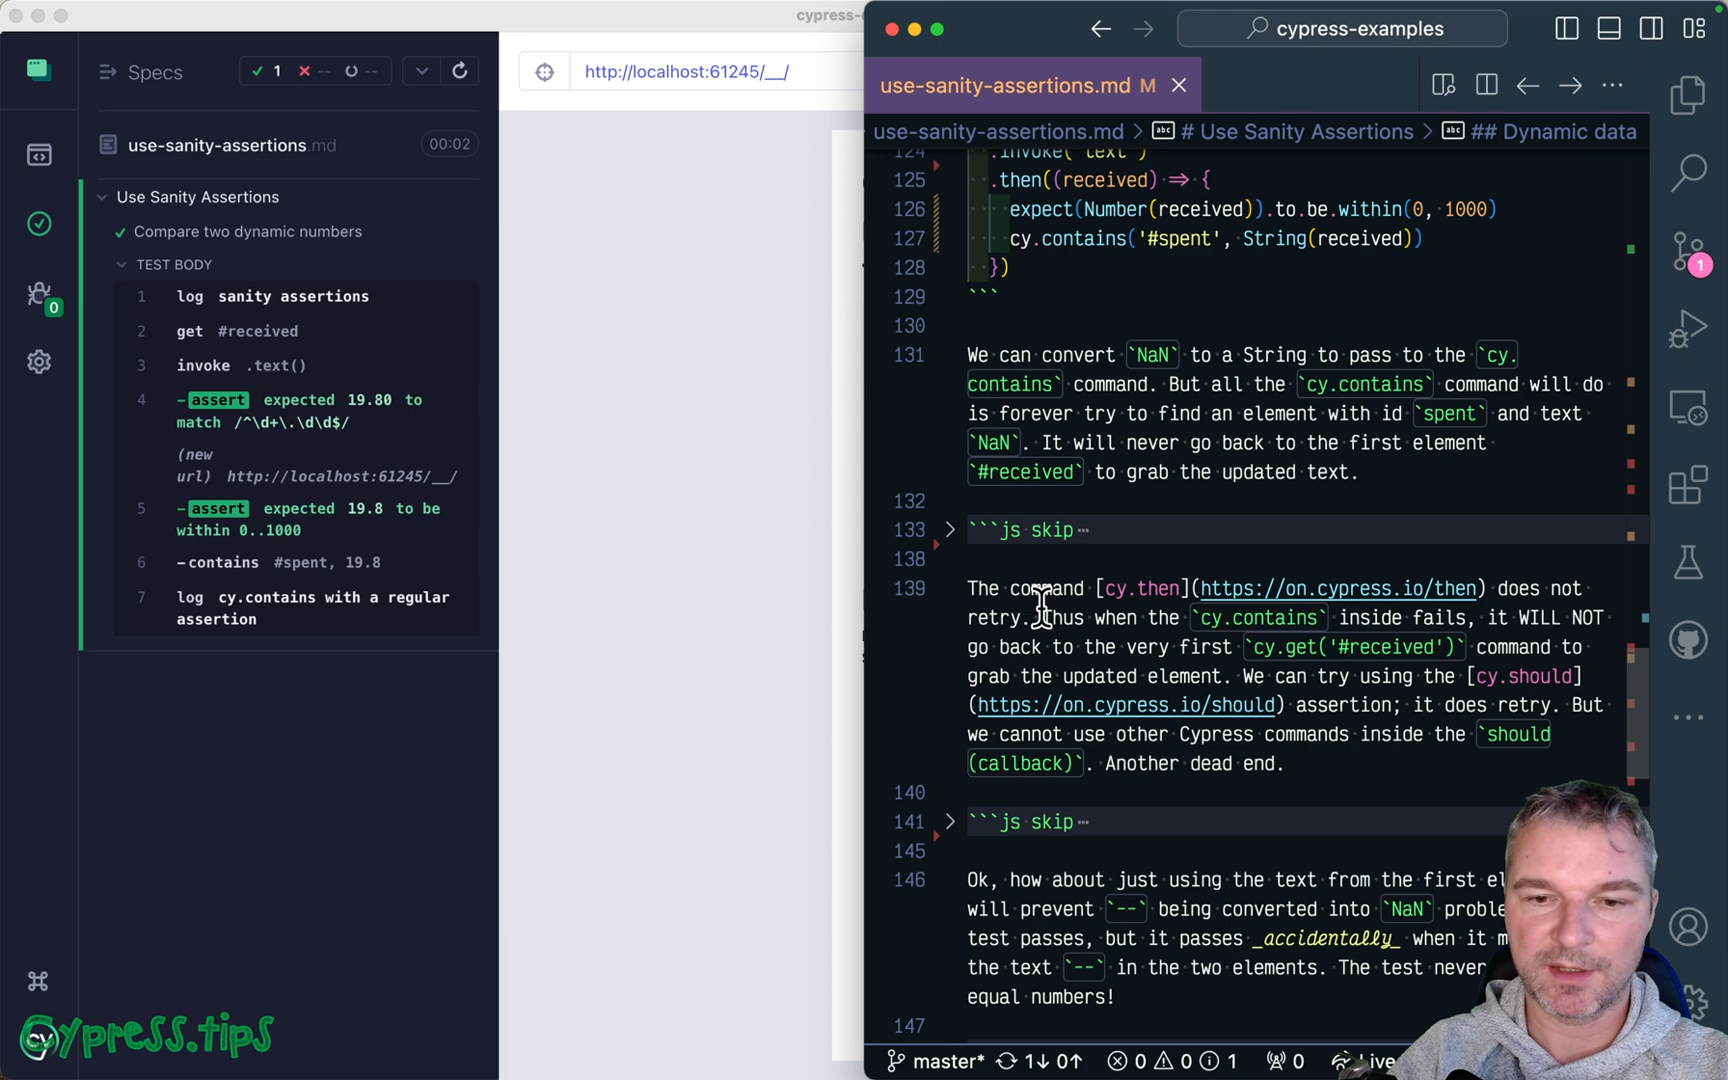 cypress-
cypress-examples
Specs
1
--
--
http://localhost:61245/__/
use-sanity-assertions.md M
use-sanity-assertions.md > # Use Sanity Assertions > ## Dynamic data
use-sanity-assertions.md
00:02
Use Sanity Assertions
Compare two dynamic numbers
TEST BODY
1 log sanity assertions
2 get #received
3 invoke .text()
4 -assert expected 19.80 to
match /^\d+\.\d\d$/
(new
url) http://localhost:61245/__/
5 -assert expected 19.8 to be
within 0..1000
6 -contains #spent, 19.8
7 log cy.contains with a regular
assertion
0
Cypress.tips
cy
124 .invoke('text')
125 .then((received) => {
126 expect(Number(received)).to.be.within(0, 1000)
127 cy.contains('#spent', String(received))
128 })
129 ```
130
131 We can convert `NaN` to a String to pass to the `cy.
contains` command. But all the `cy.contains` command will do
is forever try to find an element with id `spent` and text
`NaN`. It will never go back to the first element
`#received` to grab the updated text.
132
133 ```js skip
138
139 The command [cy.then](https://on.cypress.io/then) does not
retry. Thus when the `cy.contains` inside fails, it WILL NOT
go back to the very first `cy.get('#received')` command to
grab the updated element. We can try using the [cy.should]
(https://on.cypress.io/should) assertion; it does retry. But
we cannot use other Cypress commands inside the `should
(callback)`. Another dead end.
140
141 ```js skip
145
146 Ok, how about just using the text from the first el
will prevent `--` being converted into `NaN` proble
test passes, but it passes _accidentally_ when it m
the text `--` in the two elements. The test never
equal numbers!
147
1
master* 1↓ 0↑ 0 0 1 0 Live